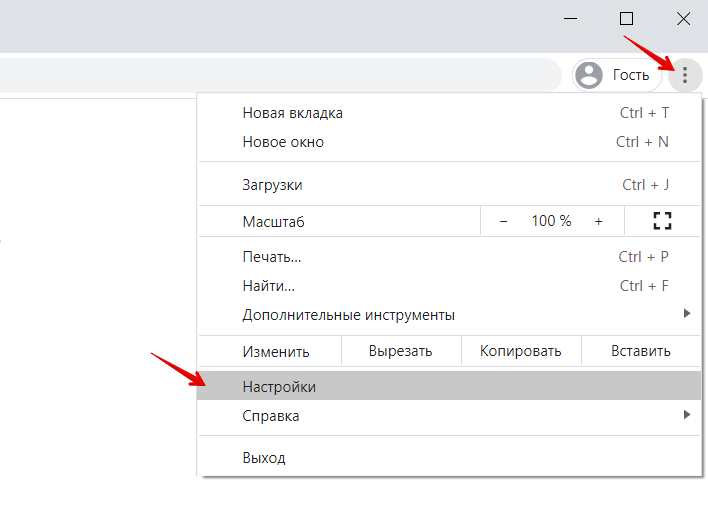 Гость
Новая вкладка Ctrl + T
Новое окно Ctrl + N
Загрузки Ctrl + J
Масштаб − 100 % +
Печать... Ctrl + P
Найти... Ctrl + F
Дополнительные инструменты
Изменить Вырезать Копировать Вставить
Настройки
Справка
Выход